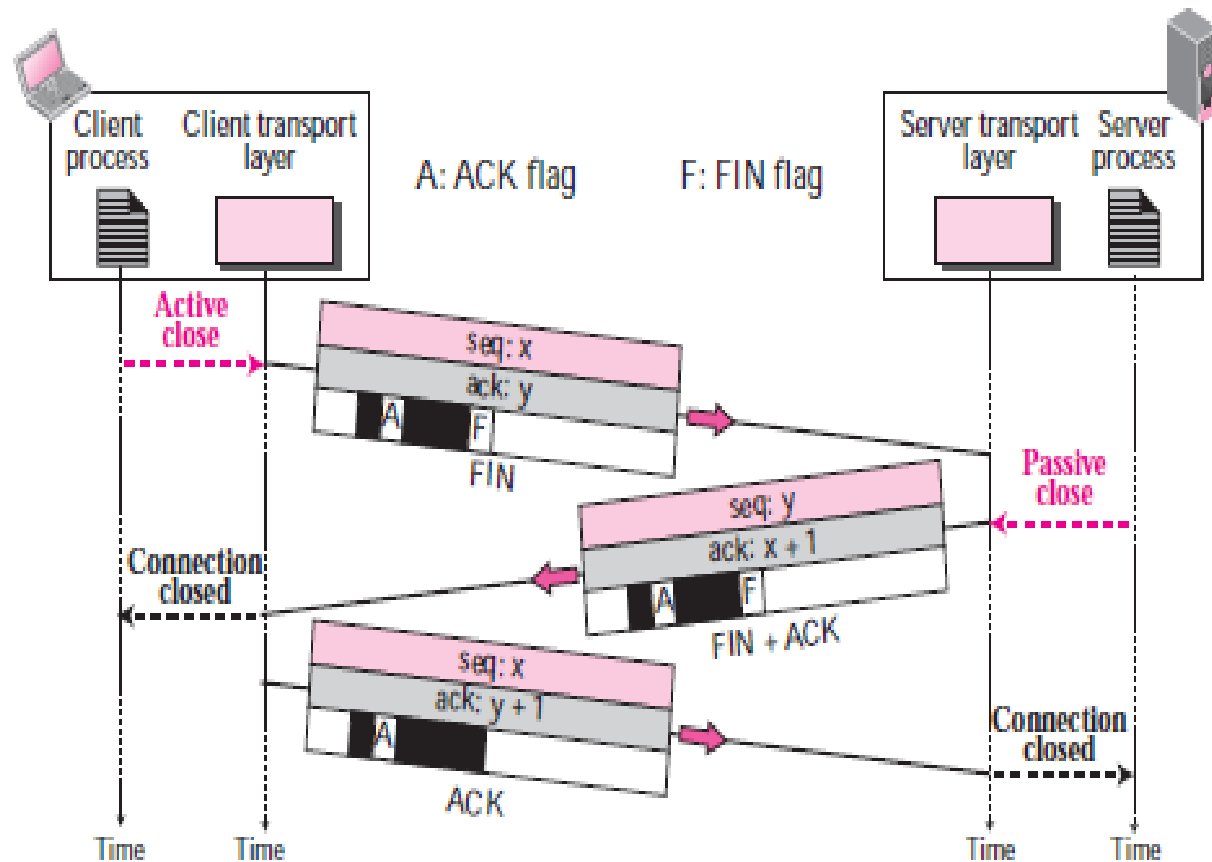 Client process
Client transport layer
A: ACK flag
F: FIN flag
Server transport layer
Server process
Active close
seq: x
ack: y
A
F
FIN
Passive close
seq: y
ack: x + 1
A
F
FIN + ACK
Connection closed
seq: x
ack: y + 1
A
ACK
Connection closed
Time
Time
Time
Time